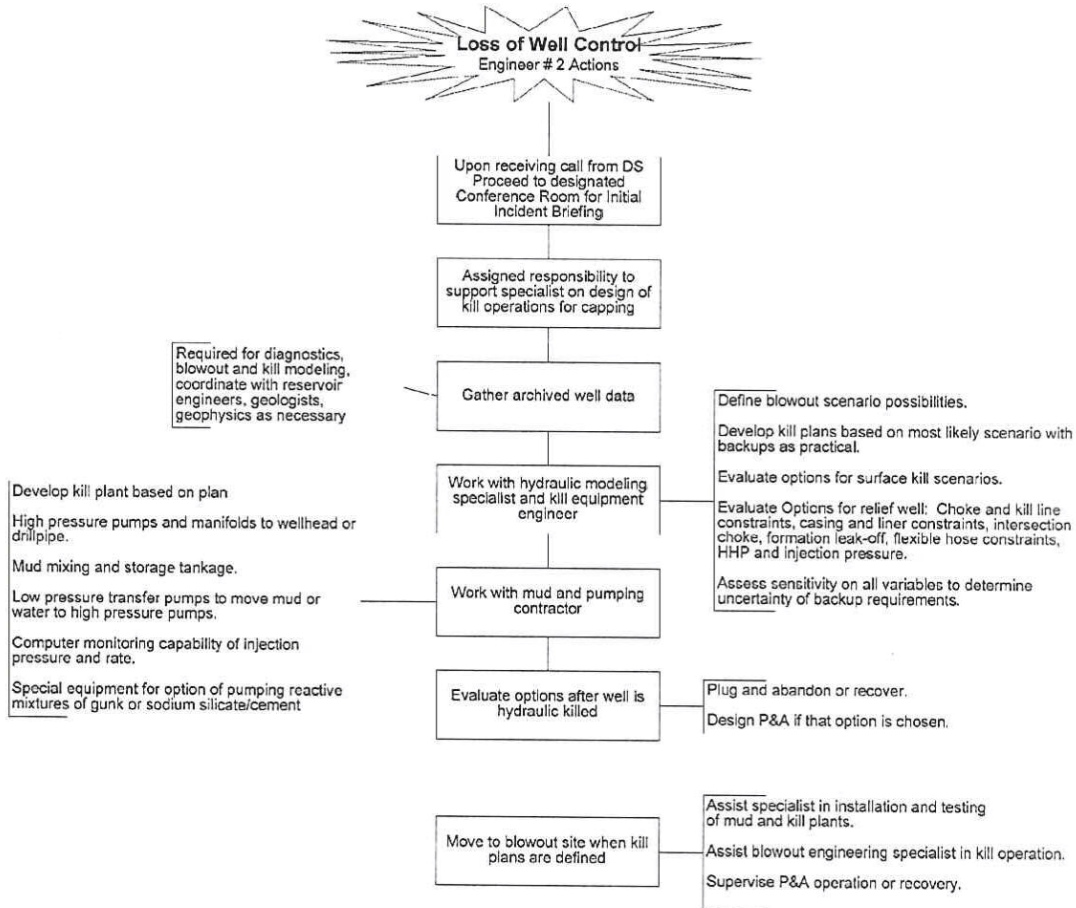 Loss of Well Control
Engineer # 2 Actions
Upon receiving call from DS
Proceed to designated
Conference Room for Initial
Incident Briefing
Assigned responsibility to
support specialist on design of
kill operations for capping
Required for diagnostics,
blowout and kill modeling,
coordinate with reservoir
engineers, geologists,
geophysics as necessary
Gather archived well data
Define blowout scenario possibilities.
Develop kill plans based on most likely scenario with
backups as practical.
Evaluate options for surface kill scenarios.
Evaluate Options for relief well: Choke and kill line
constraints, casing and liner constraints, intersection
choke, formation leak-off, flexible hose constraints,
HHP and injection pressure.
Assess sensitivity on all variables to determine
uncertainty of backup requirements.
Work with hydraulic modeling
specialist and kill equipment
engineer
Develop kill plant based on plan
High pressure pumps and manifolds to wellhead or
drillpipe.
Mud mixing and storage tankage.
Low pressure transfer pumps to move mud or
water to high pressure pumps.
Computer monitoring capability of injection
pressure and rate.
Special equipment for option of pumping reactive
mixtures of gunk or sodium silicate/cement
Work with mud and pumping
contractor
Evaluate options after well is
hydraulic killed
Plug and abandon or recover.
Design P&A if that option is chosen.
Move to blowout site when kill
plans are defined
Assist specialist in installation and testing
of mud and kill plants.
Assist blowout engineering specialist in kill operation.
Supervise P&A operation or recovery.